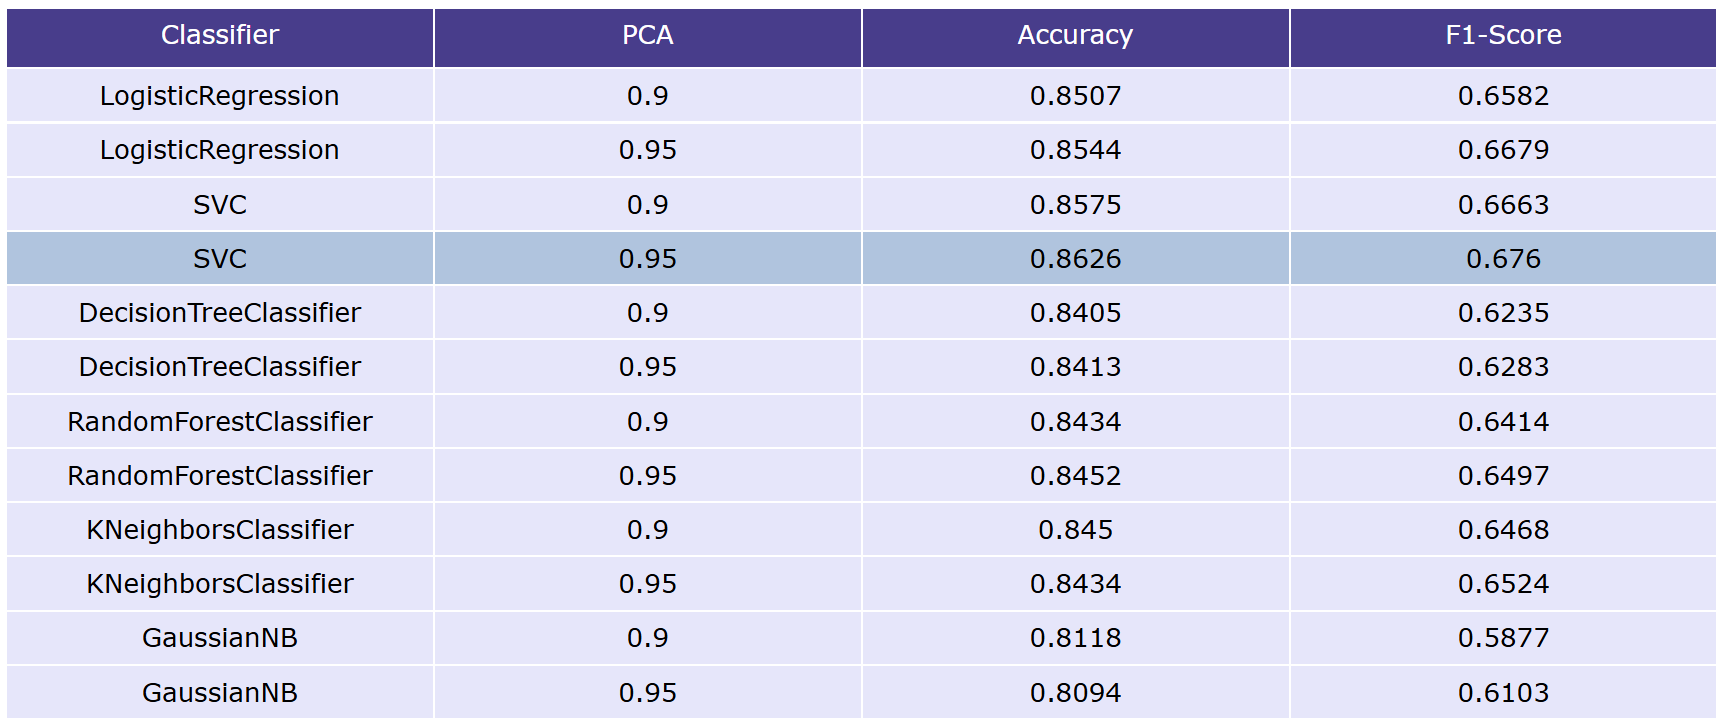 Classifier PCA Accuracy F1-Score
LogisticRegression 0.9 0.8507 0.6582
LogisticRegression 0.95 0.8544 0.6679
SVC 0.9 0.8575 0.6663
SVC 0.95 0.8626 0.676
DecisionTreeClassifier 0.9 0.8405 0.6235
DecisionTreeClassifier 0.95 0.8413 0.6283
RandomForestClassifier 0.9 0.8434 0.6414
RandomForestClassifier 0.95 0.8452 0.6497
KNeighborsClassifier 0.9 0.845 0.6468
KNeighborsClassifier 0.95 0.8434 0.6524
GaussianNB 0.9 0.8118 0.5877
GaussianNB 0.95 0.8094 0.6103